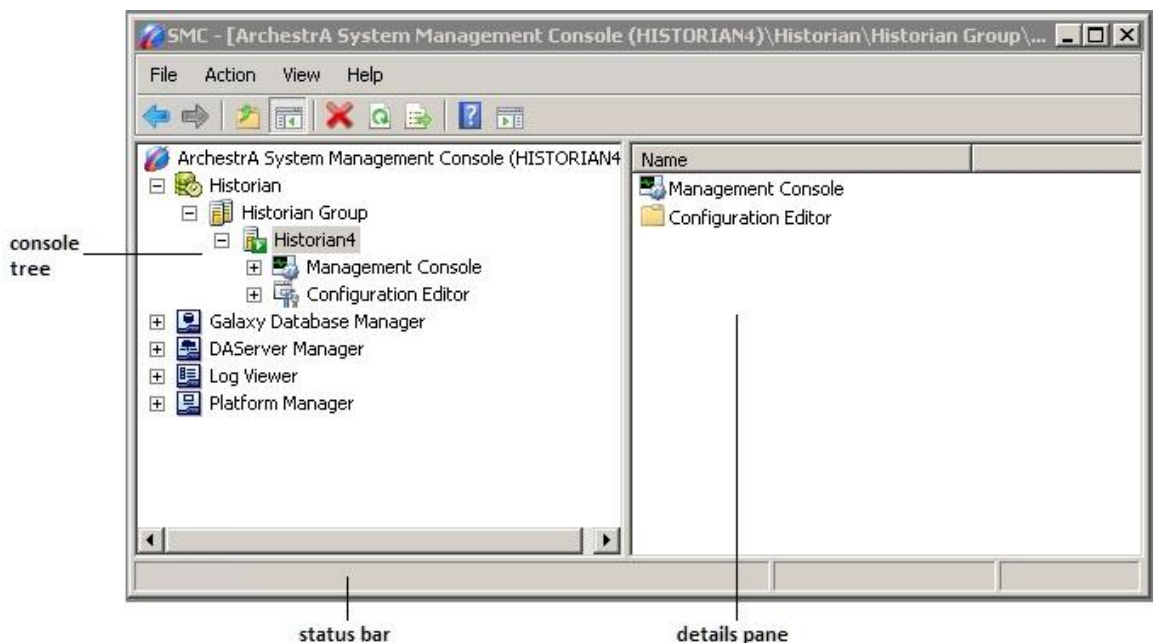 SMC - [ArchestrA System Management Console (HISTORIAN4)\Historian\Historian Group\...
File Action View Help
ArchestrA System Management Console (HISTORIAN4
Historian
Historian Group
Historian4
Management Console
Configuration Editor
Galaxy Database Manager
DAServer Manager
Log Viewer
Platform Manager
Name
Management Console
Configuration Editor
console
tree
status bar
details pane